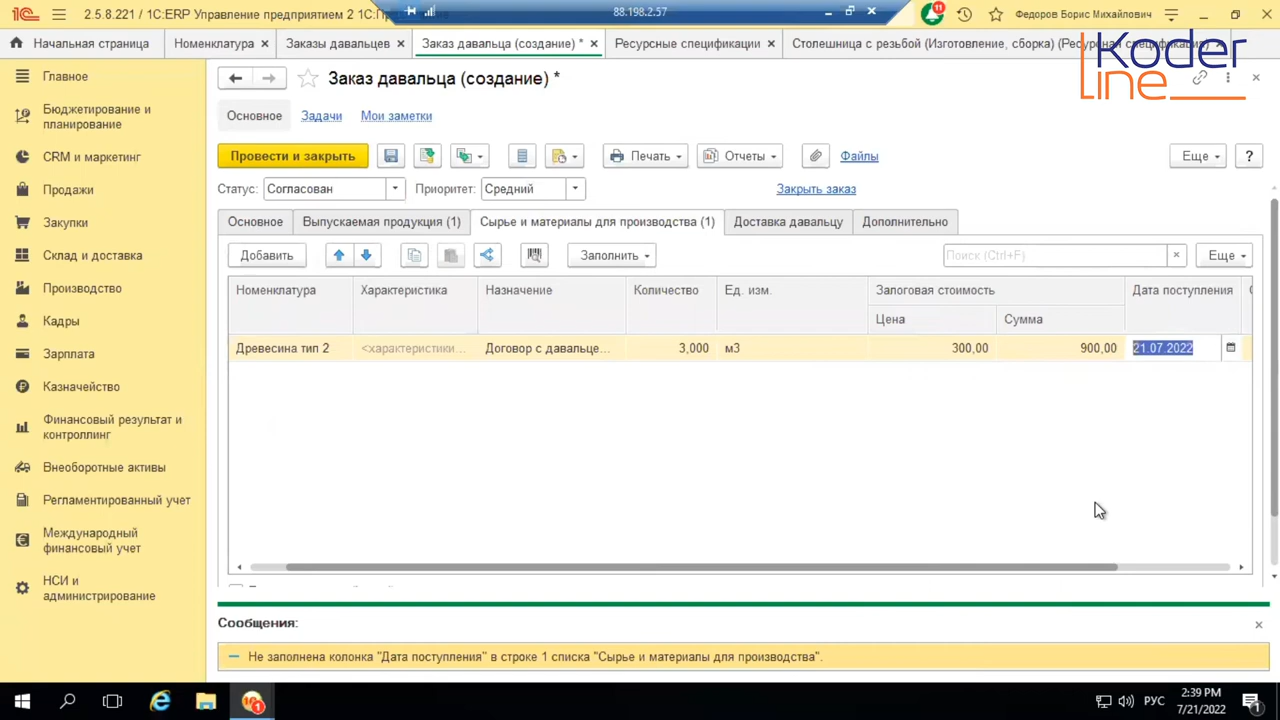 2.5.8.221 / 1С:ERP Управление предприятием 2 1С:Пр
88.198.2.57
11
Федоров Борис Михайлович
Начальная страница
Номенклатура
Заказы давальцев
Заказ давальца (создание) *
Ресурсные спецификации
Столешница с резьбой (Изготовление, сборка) (Ресурсная спецификация)
Koder
line
Главное
Бюджетирование и
планирование
CRM и маркетинг
Продажи
Закупки
Склад и доставка
Производство
Кадры
Зарплата
Казначейство
Финансовый результат и
контроллинг
Внеоборотные активы
Регламентированный учет
Международный
финансовый учет
НСИ и
администрирование
Заказ давальца (создание) *
Основное Задачи Мои заметки
Провести и закрыть Печать Отчеты Файлы Еще ?
Статус: Согласован Приоритет: Средний Закрыть заказ
Основное Выпускаемая продукция (1) Сырье и материалы для производства (1) Доставка давальцу Дополнительно
Добавить Заполнить Поиск (Ctrl+F) × Еще
Номенклатура Характеристика Назначение Количество Ед. изм. Залоговая стоимость Дата поступления
Цена Сумма
Древесина тип 2 <характеристики... Договор с давальце... 3,000 м3 300,00 900,00 21.07.2022
Сообщения:
Не заполнена колонка "Дата поступления" в строке 1 списка "Сырье и материалы для производства".
РУС
2:39 PM
7/21/2022
1
1